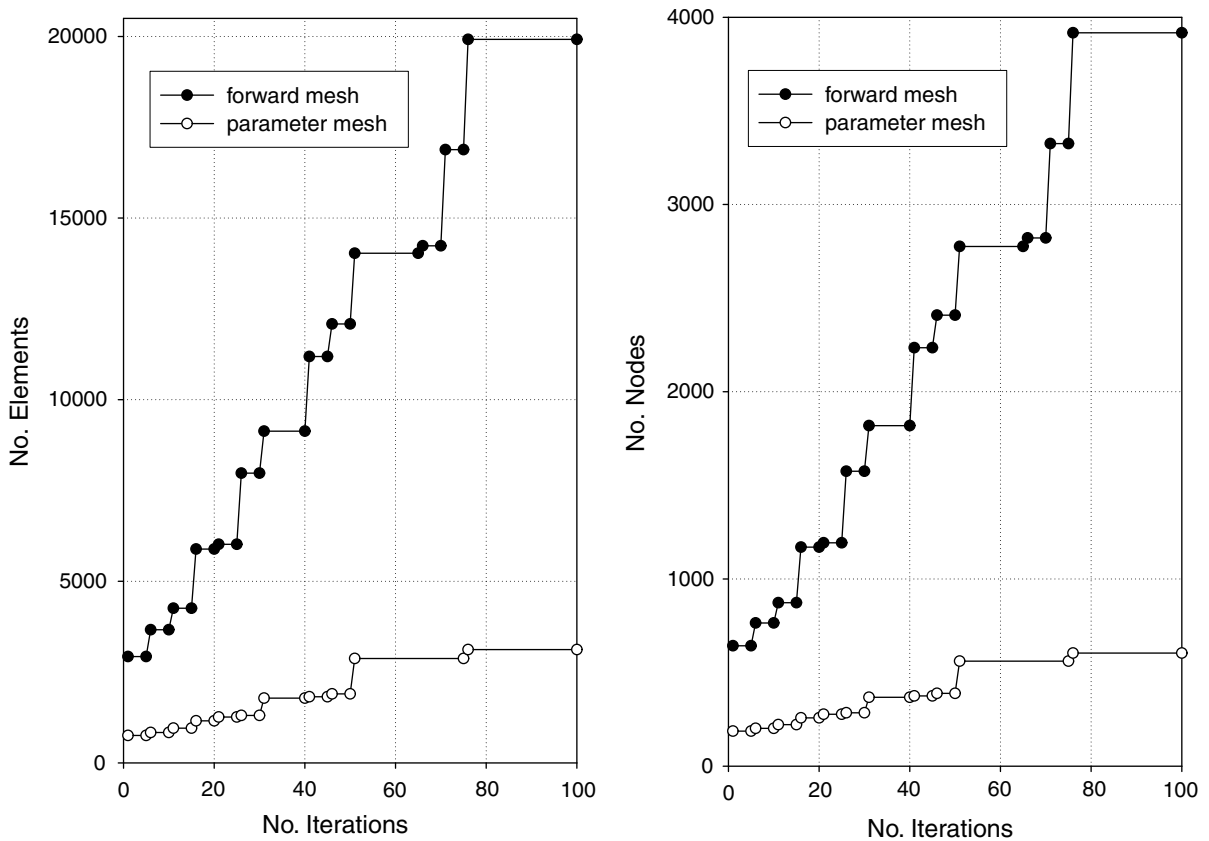 20000
15000
10000
5000
0
No. Elements
forward mesh
parameter mesh
0 20 40 60 80 100
No. Iterations
4000
3000
2000
1000
0
No. Nodes
forward mesh
parameter mesh
0 20 40 60 80 100
No. Iterations